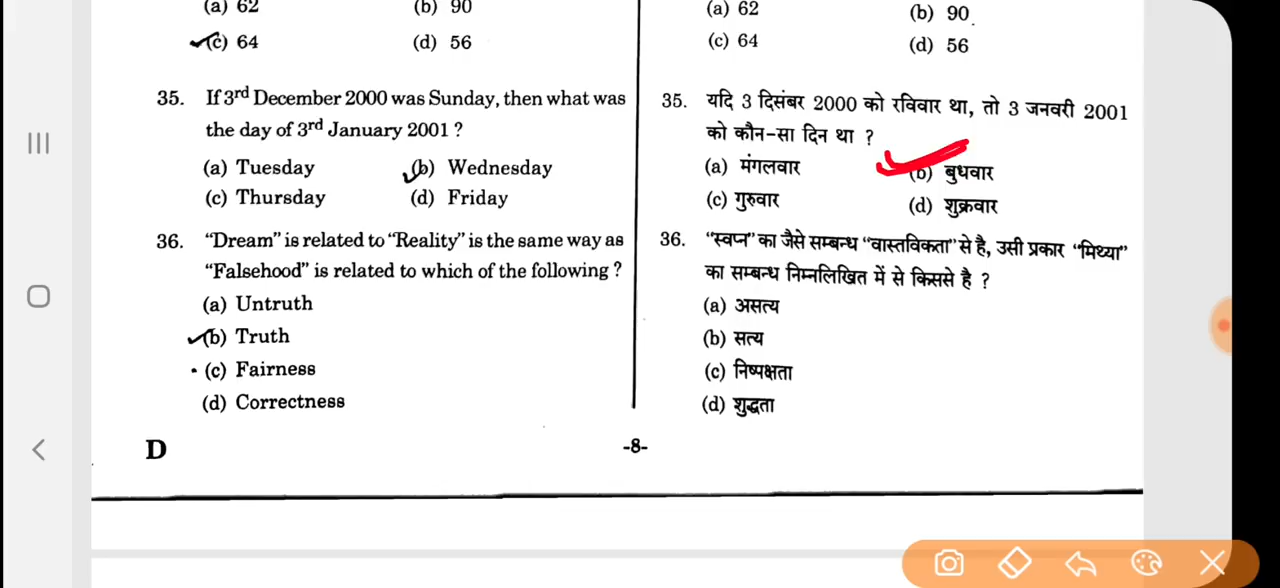 (a) 62 (b) 90
(c) 64 (d) 56
35. If 3rd December 2000 was Sunday, then what was
the day of 3rd January 2001 ?
(a) Tuesday (b) Wednesday
(c) Thursday (d) Friday
36. “Dream” is related to “Reality” is the same way as
“Falsehood” is related to which of the following ?
(a) Untruth
(b) Truth
(c) Fairness
(d) Correctness
(a) 62 (b) 90
(c) 64 (d) 56
35. यदि 3 दिसंबर 2000 को रविवार था, तो 3 जनवरी 2001
को कौन-सा दिन था ?
(a) मंगलवार (b) बुधवार
(c) गुरुवार (d) शुक्रवार
36. “स्वप्न” का जैसे सम्बन्ध “वास्तविकता” से है, उसी प्रकार “मिथ्या”
का सम्बन्ध निम्नलिखित में से किससे है ?
(a) असत्य
(b) सत्य
(c) निष्पक्षता
(d) शुद्धता
D -8-